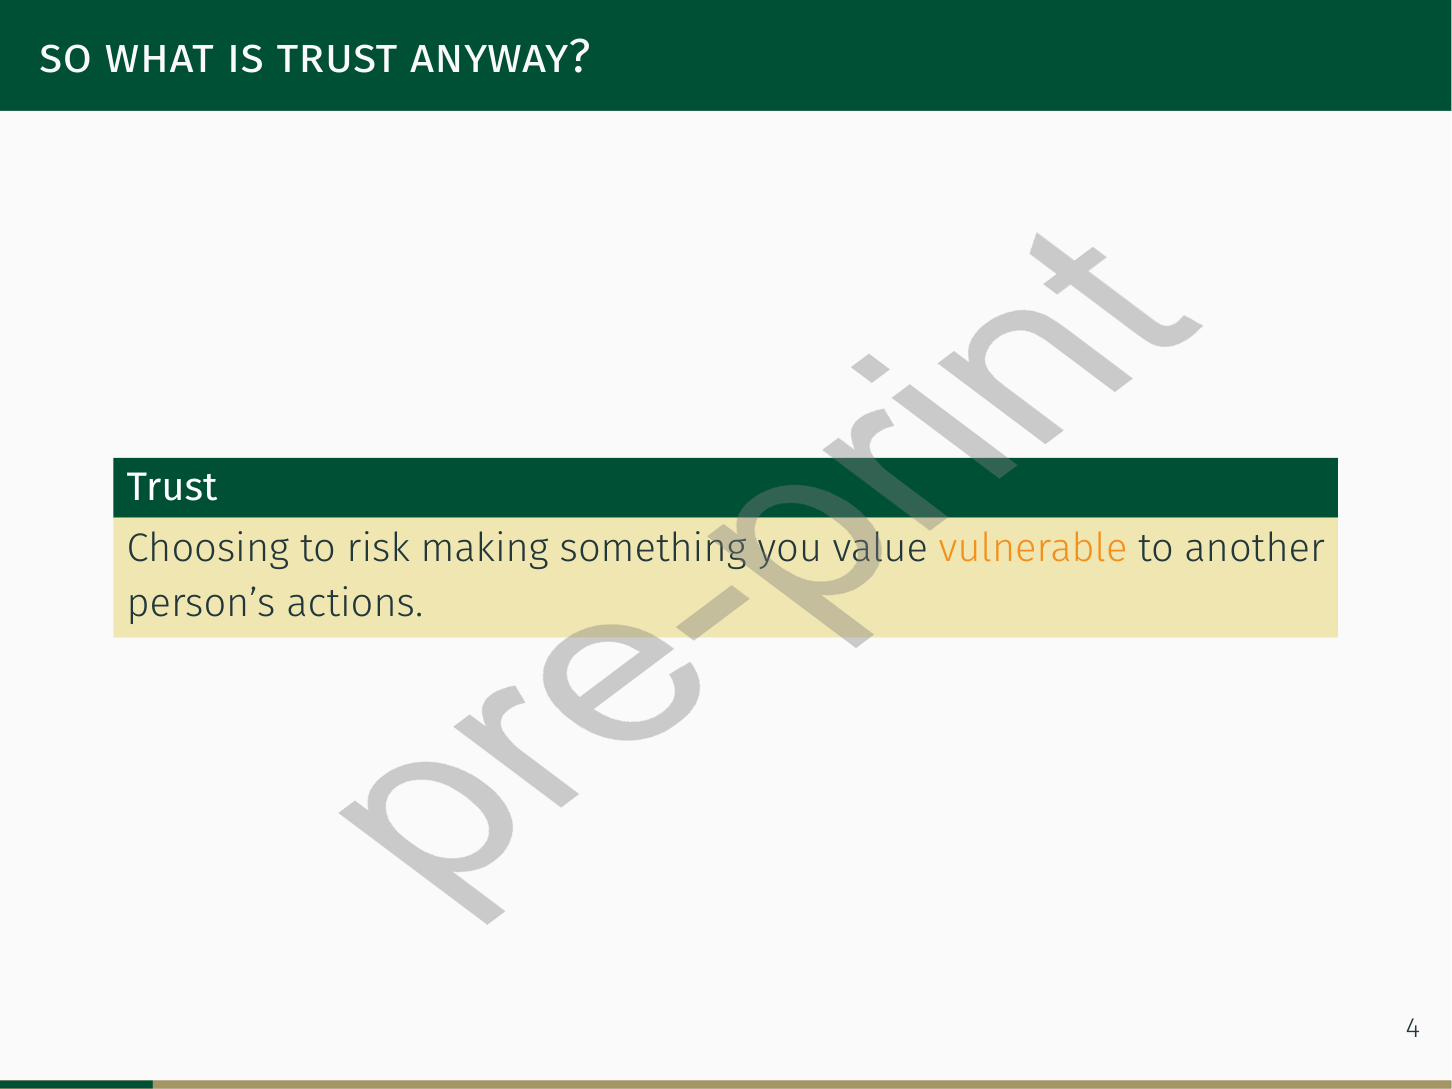 SO WHAT IS TRUST ANYWAY?
Trust
Choosing to risk making something you value vulnerable to another
person's actions.
pre-print
4